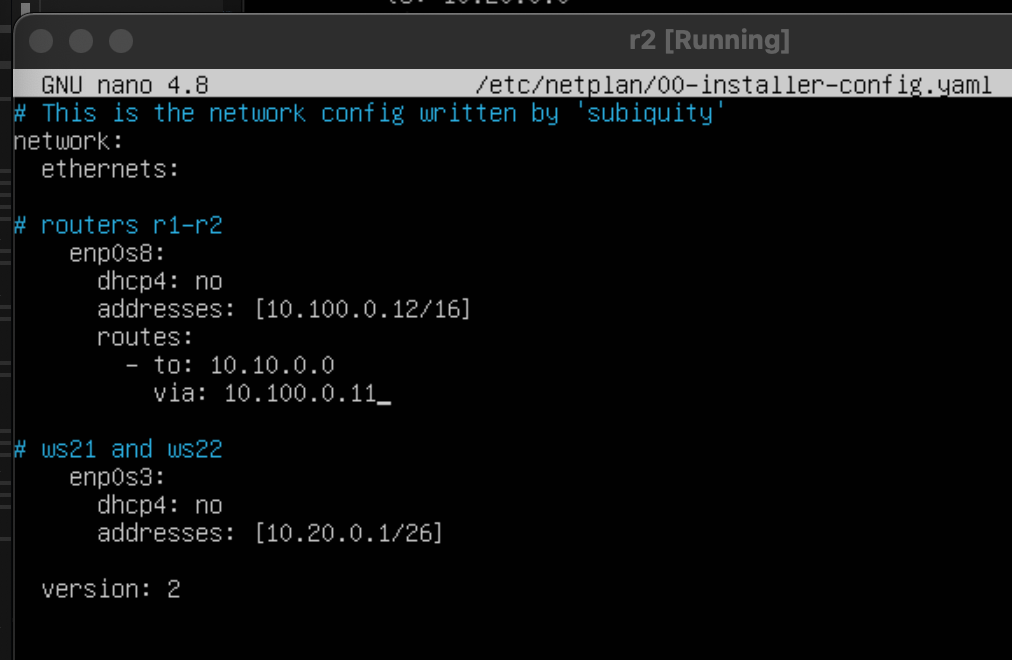 r2 [Running]
GNU nano 4.8 /etc/netplan/00-installer-config.yaml
# This is the network config written by 'subiquity'
network:
  ethernets:
# routers r1-r2
    enp0s8:
      dhcp4: no
      addresses: [10.100.0.12/16]
      routes:
        - to: 10.10.0.0
          via: 10.100.0.11_
# ws21 and ws22
    enp0s3:
      dhcp4: no
      addresses: [10.20.0.1/26]
  version: 2